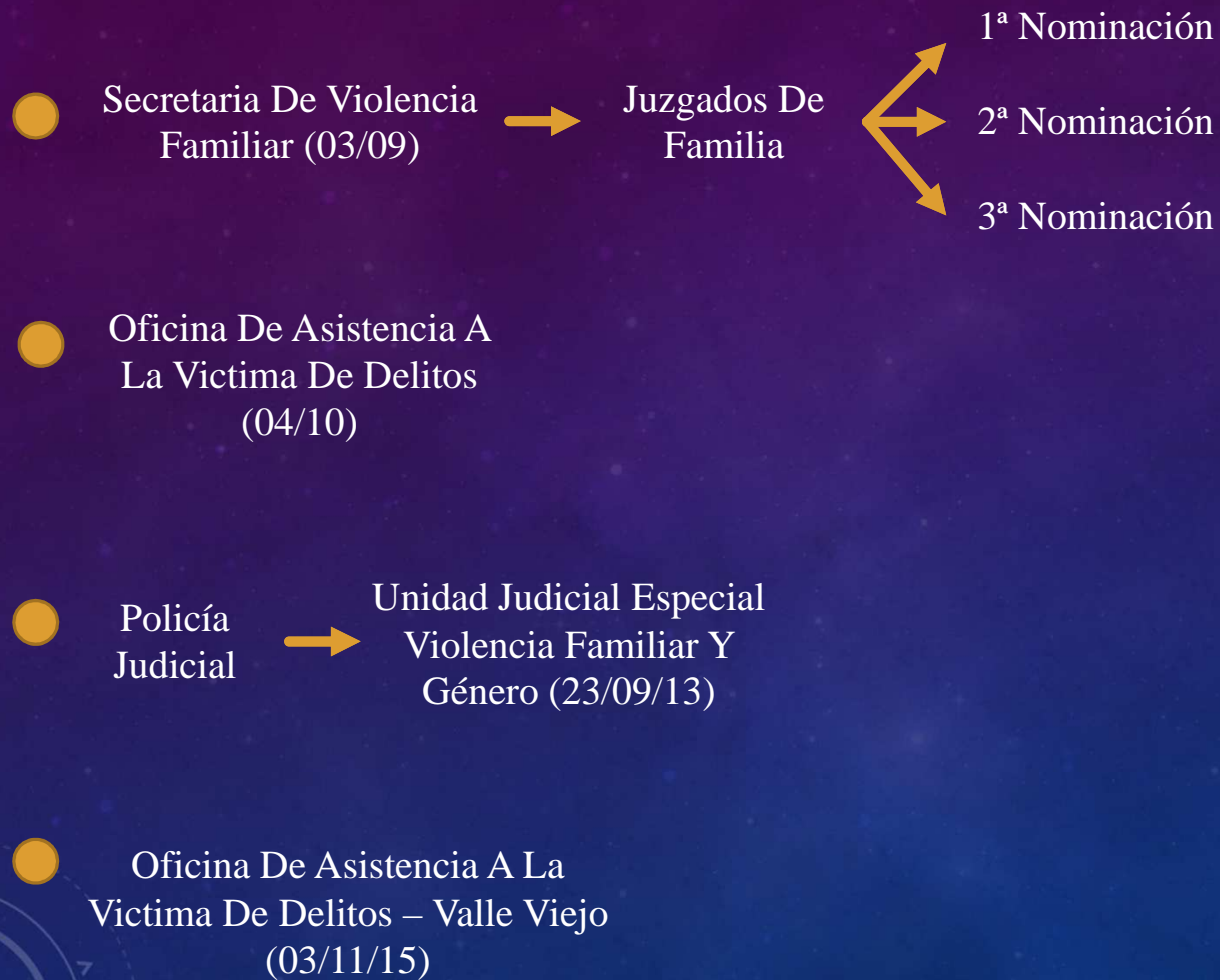 Secretaria De Violencia
Familiar (03/09)
Juzgados De
Familia
1ª Nominación
2ª Nominación
3ª Nominación
Oficina De Asistencia A
La Victima De Delitos
(04/10)
Policía
Judicial
Unidad Judicial Especial
Violencia Familiar Y
Género (23/09/13)
Oficina De Asistencia A La
Victima De Delitos – Valle Viejo
(03/11/15)